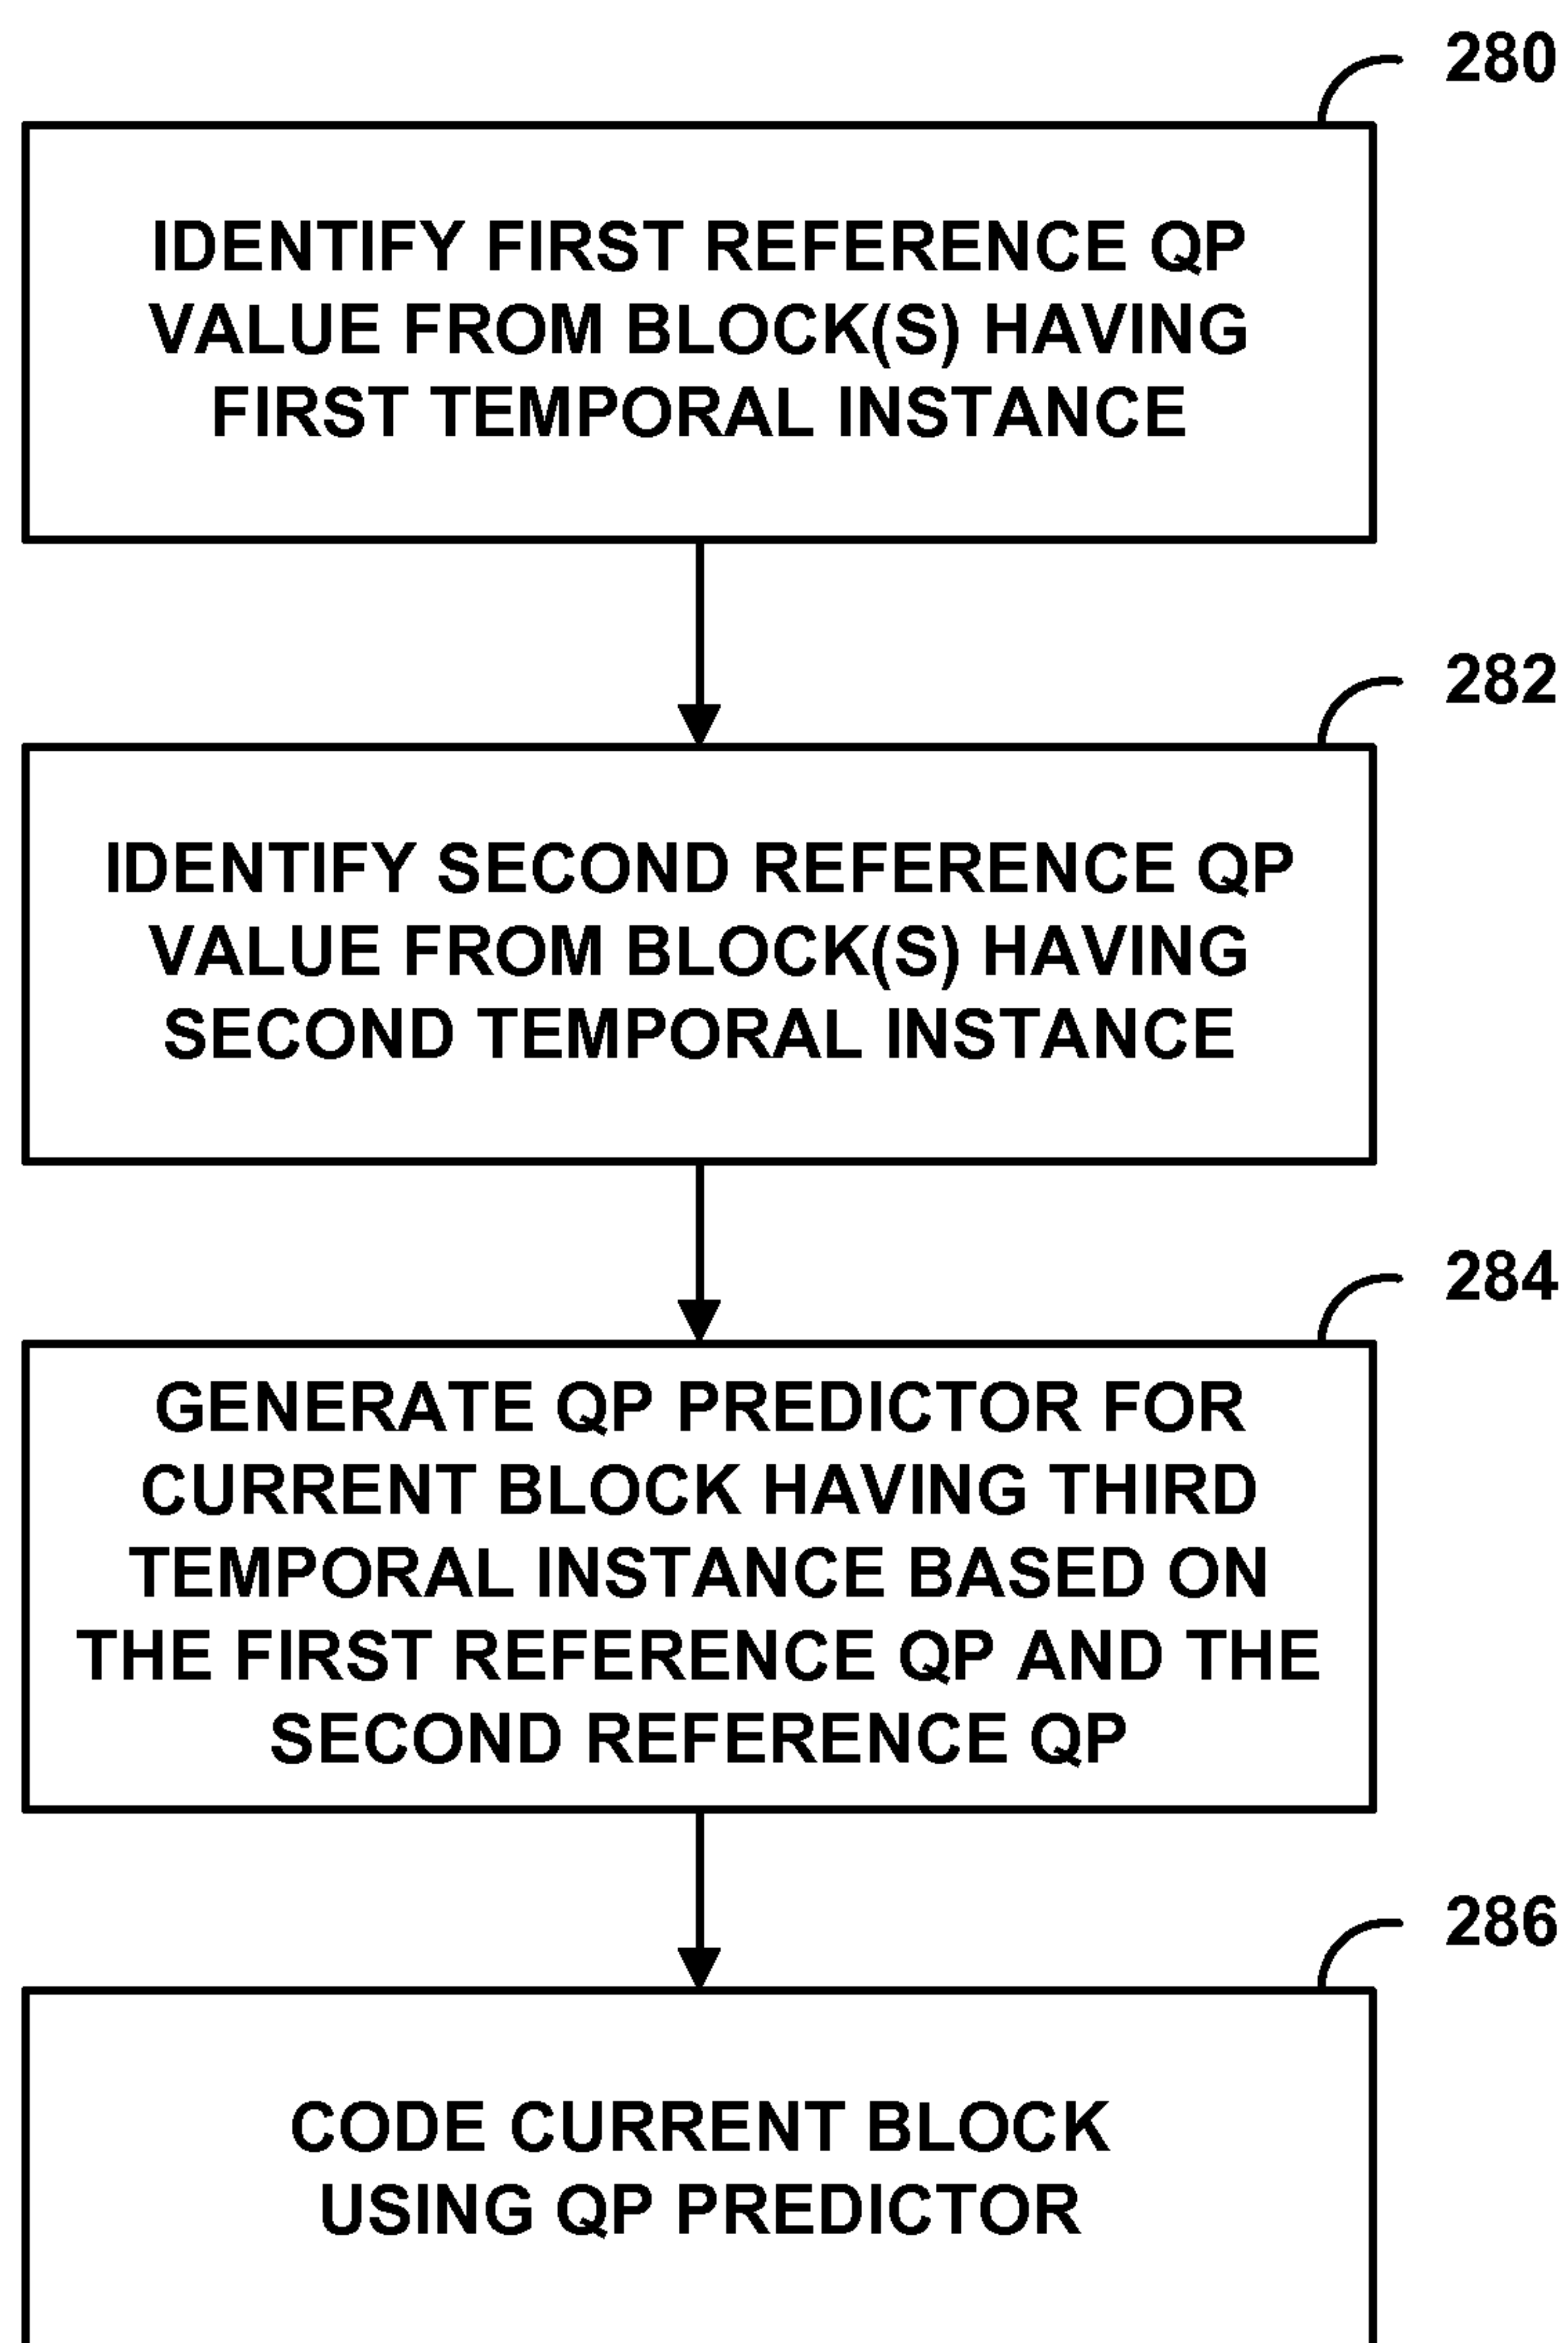 280
IDENTIFY FIRST REFERENCE QP
VALUE FROM BLOCK(S) HAVING
FIRST TEMPORAL INSTANCE
282
IDENTIFY SECOND REFERENCE QP
VALUE FROM BLOCK(S) HAVING
SECOND TEMPORAL INSTANCE
284
GENERATE QP PREDICTOR FOR
CURRENT BLOCK HAVING THIRD
TEMPORAL INSTANCE BASED ON
THE FIRST REFERENCE QP AND THE
SECOND REFERENCE QP
286
CODE CURRENT BLOCK
USING QP PREDICTOR